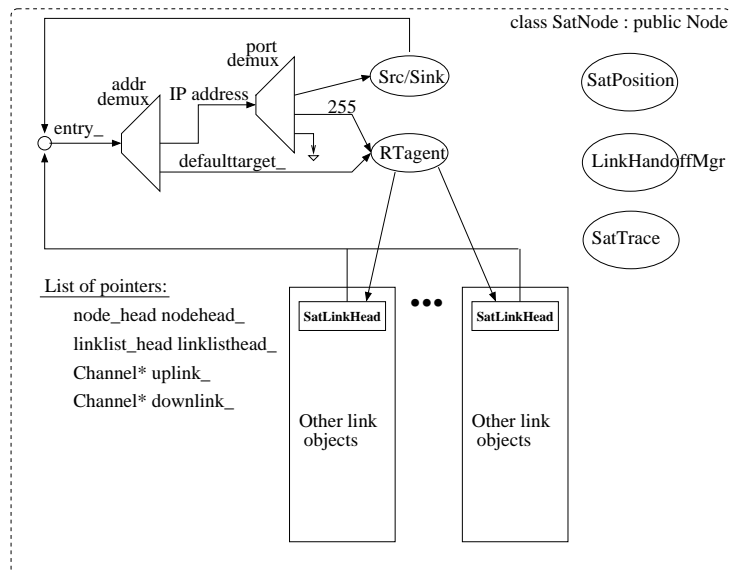 class SatNode : public Node
port
demux
addr
demux
IP address
Src/Sink
SatPosition
255
entry_
RTagent
LinkHandoffMgr
defaulttarget_
SatTrace
List of pointers:
node_head nodehead_
linklist_head linklisthead_
Channel* uplink_
Channel* downlink_
SatLinkHead
SatLinkHead
Other link
objects
Other link
objects